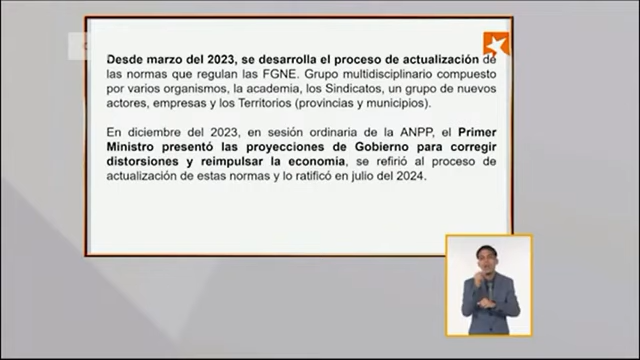 Desde marzo del 2023, se desarrolla el proceso de actualización de
las normas que regulan las FGNE. Grupo multidisciplinario compuesto
por varios organismos, la academia, los Sindicatos, un grupo de nuevos
actores, empresas y los Territorios (provincias y municipios).
En diciembre del 2023, en sesión ordinaria de la ANPP, el Primer
Ministro presentó las proyecciones de Gobierno para corregir
distorsiones y reimpulsar la economía, se refirió al proceso de
actualización de estas normas y lo ratificó en julio del 2024.